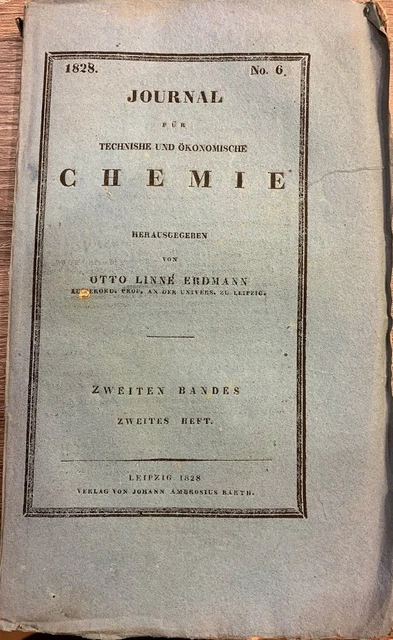 1828. No. 6.
JOURNAL
FÜR
TECHNISHE UND ÖKONOMISCHE
CHEMIE
HERAUSGEGEBEN
VON
OTTO LINNÉ ERDMANN
AUSSERORD. PROF. AN DER UNIVERS. ZU LEIPZIG.
ZWEITEN BANDES
ZWEITES HEFT.
LEIPZIG 1828
VERLAG VON JOHANN AMBROSIUS BARTH.